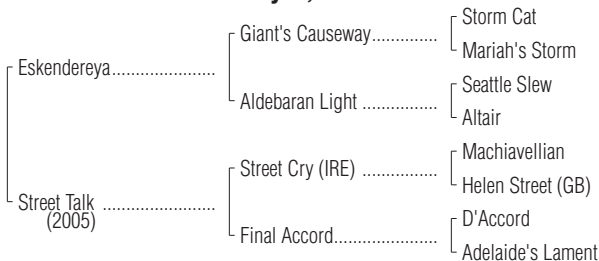 Storm Cat
Giant's Causeway..............
Mariah's Storm
Eskendereya......................
Seattle Slew
Aldebaran Light ................
Altair
Machiavellian
Street Cry (IRE) ................
Helen Street (GB)
Street Talk ........................
(2005)
D'Accord
Final Accord......................
Adelaide's Lament